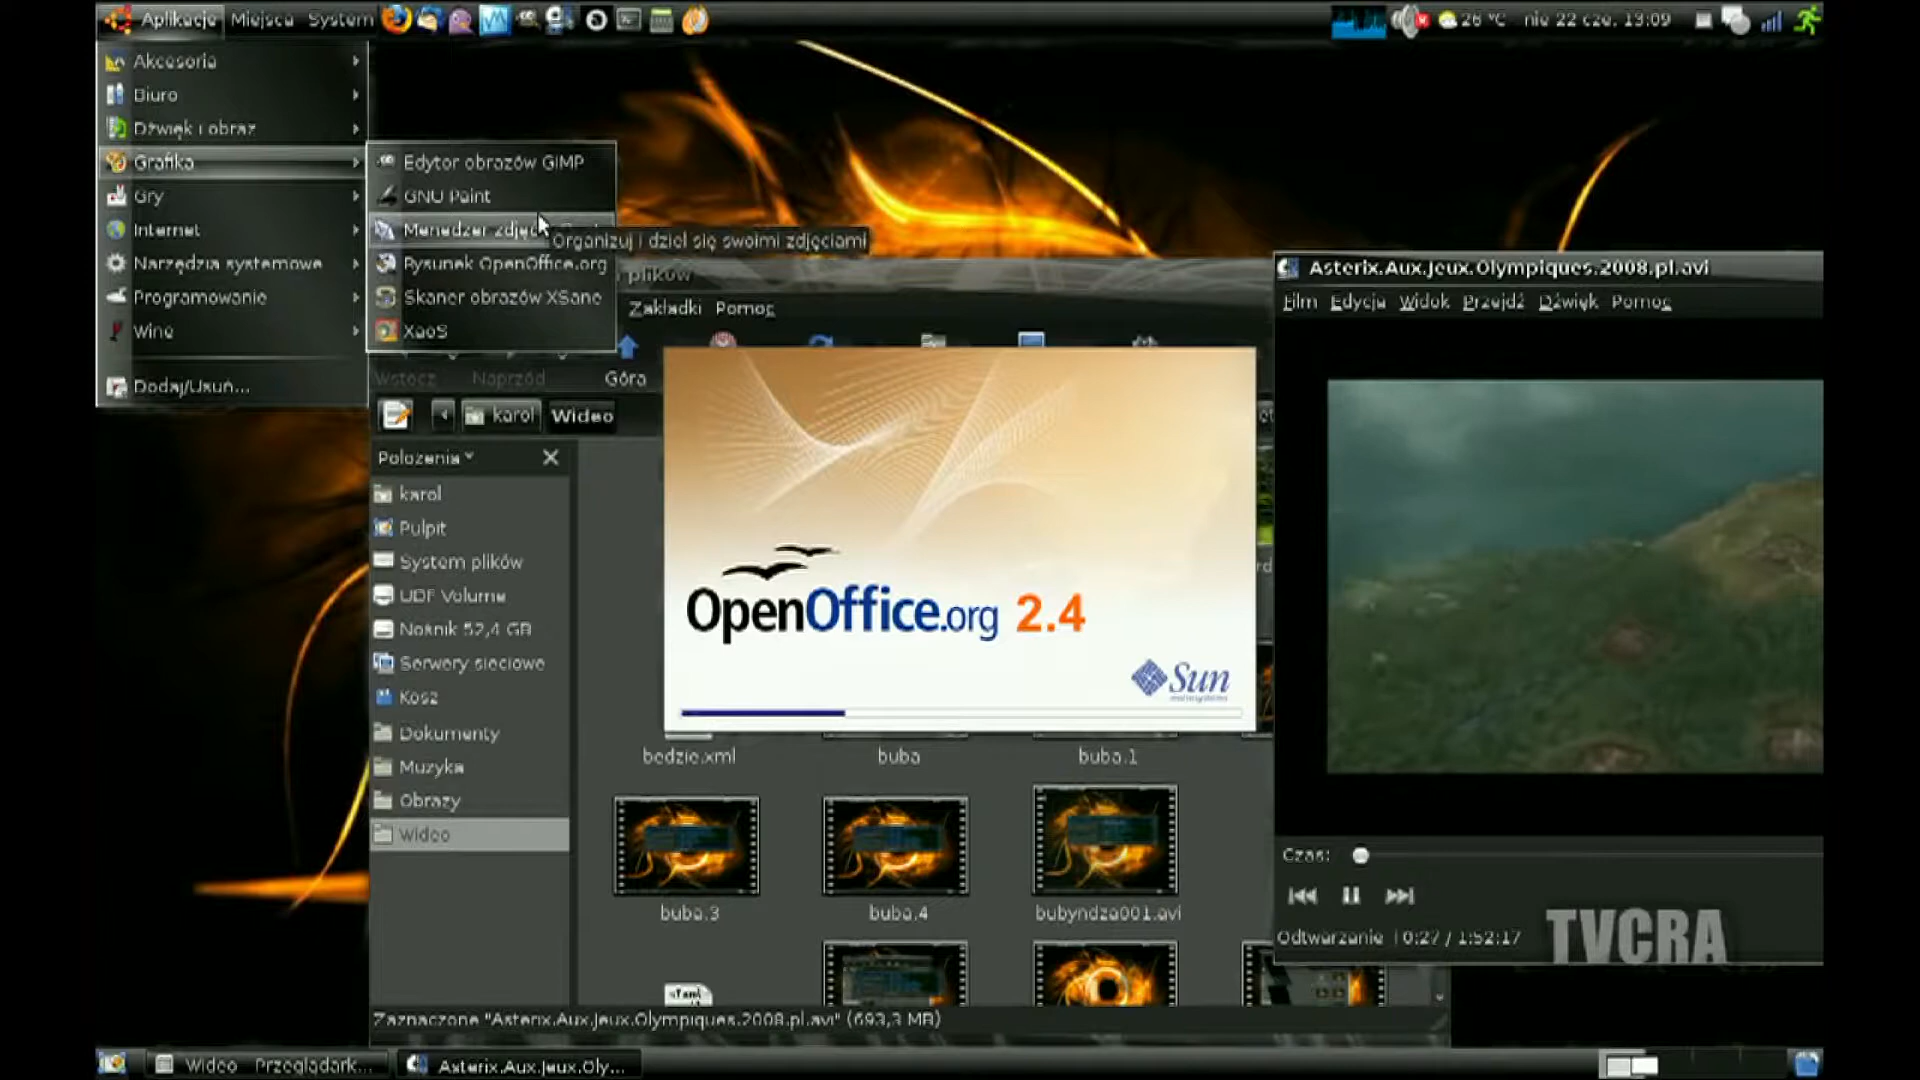 Aplikacje Miejsca System
26 °C nie 22 cze, 13:09
Akcesoria
Biuro
Dźwięk i obraz
Grafika
Gry
Internet
Narzędzia systemowe
Programowanie
Wine
Dodaj/Usuń...
Edytor obrazów GIMP
GNU Paint
Menedżer
Organizuj i dziel się swoimi zdjęciami
Rysunek OpenOffice.org
Skaner obrazów XSane
XaoS
plików
Zakładki Pomoc
Wstecz Naprzód Góra
karol Wideo
Położenia
karol
Pulpit
System plików
UDF Volume
Nośnik 52,4 GB
Serwery sieciowe
Kosz
Dokumenty
Muzyka
Obrazy
Wideo
OpenOffice.org 2.4
Sun
microsystems
bedzie.xml buba buba.1
buba.3 buba.4 bubyndza001.avi
Zaznaczone "Asterix.Aux.Jeux.Olympiques.2008.pl.avi" (693,3 MB)
Asterix.Aux.Jeux.Olympiques.2008.pl.avi
Film Edycja Widok Przejdź Dźwięk Pomoc
Czas:
Odtwarzanie 0:27 / 1:52:17
TVCRA
Wideo Przeglądark...
Asterix.Aux.Jeux.Oly...